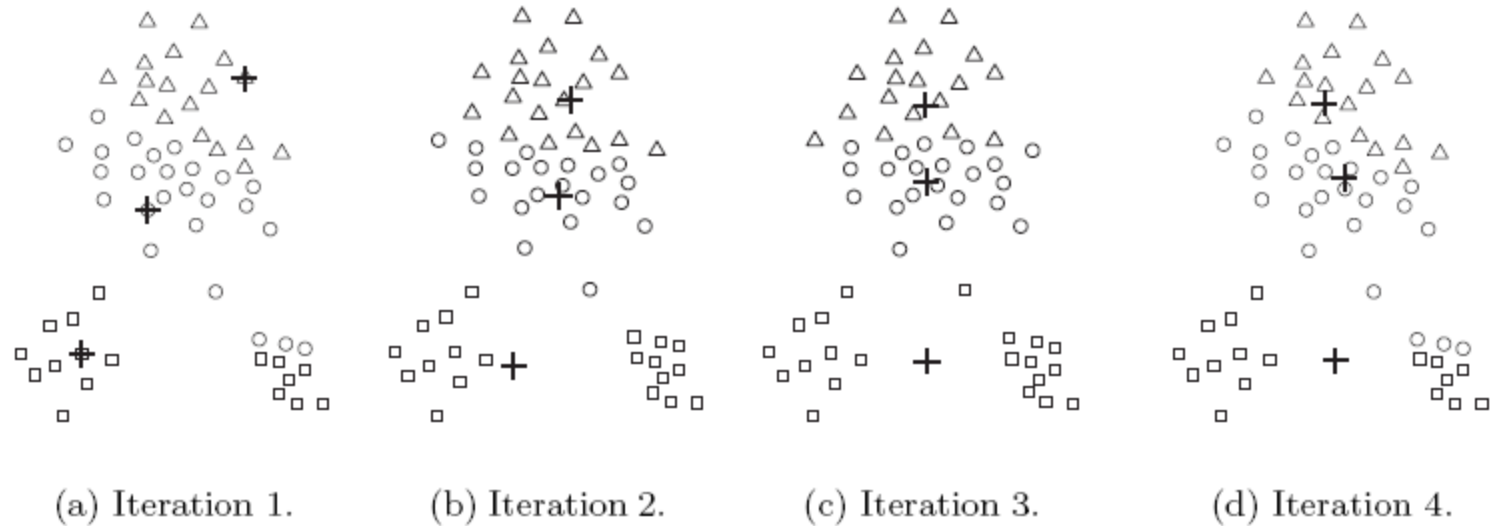 (a) Iteration 1.
(b) Iteration 2.
(c) Iteration 3.
(d) Iteration 4.